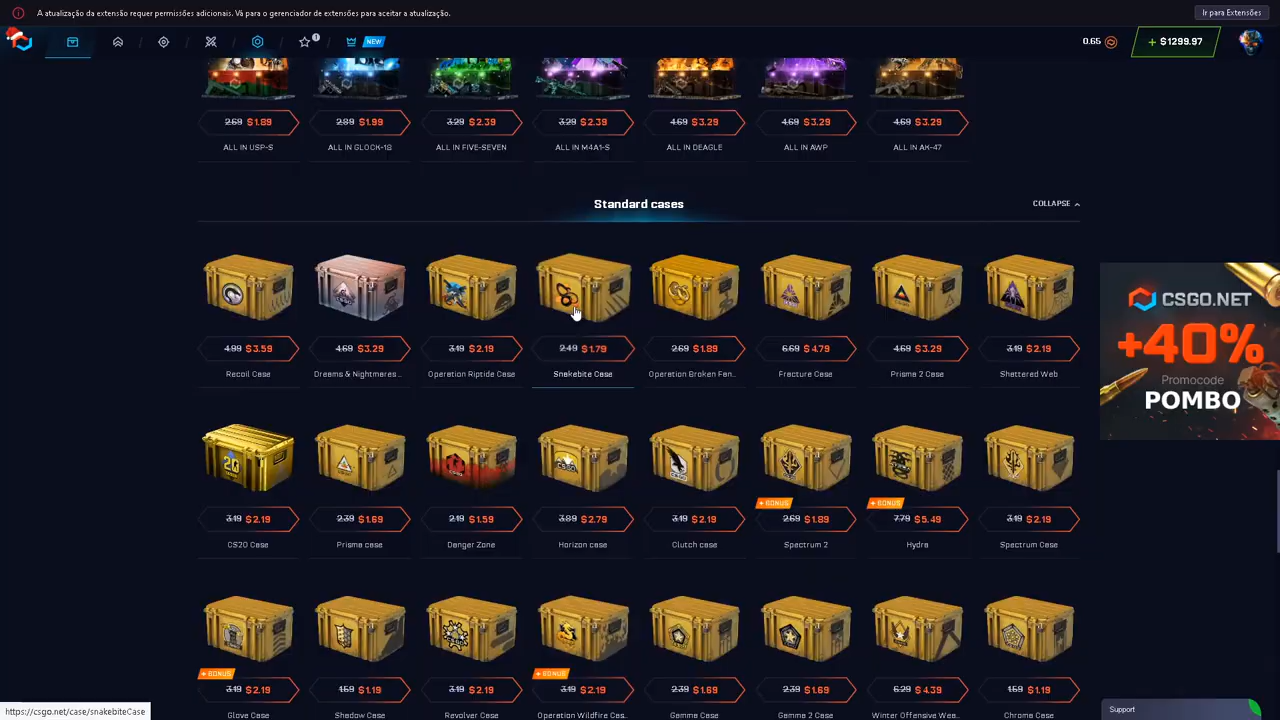 A atualização da extensão requer permissões adicionais. Vá para o gerenciador de extensões para aceitar a atualização.
Ir para Extensões
1
NEW
0.65
+ $1299.97
2.69 $1.89
2.89 $1.99
3.29 $2.39
3.29 $2.39
4.69 $3.29
4.69 $3.29
4.69 $3.29
ALL IN USP-S
ALL IN GLOCK-18
ALL IN FIVE-SEVEN
ALL IN M4A1-S
ALL IN DEAGLE
ALL IN AWP
ALL IN AK-47
Standard cases
COLLAPSE
4.99 $3.59
4.69 $3.29
3.19 $2.19
2.49 $1.79
2.69 $1.89
6.69 $4.79
4.69 $3.29
3.19 $2.19
Recoil Case
Dreams & Nightmares...
Operation Riptide Case
Snakebite Case
Operation Broken Fan...
Fracture Case
Prisma 2 Case
Shattered Web
CSGO.NET
+40%
Promocode
POMBO
+ BONUS
+ BONUS
3.19 $2.19
2.39 $1.69
2.19 $1.59
3.89 $2.79
3.19 $2.19
2.69 $1.89
7.79 $5.49
3.19 $2.19
CS20 Case
Prisma case
Danger Zone
Horizon case
Clutch case
Spectrum 2
Hydra
Spectrum Case
+ BONUS
+ BONUS
3.19 $2.19
1.59 $1.19
3.19 $2.19
3.19 $2.19
2.39 $1.69
2.39 $1.69
6.29 $4.39
1.59 $1.19
Glove Case
Shadow Case
Revolver Case
Operation Wildfire Cas...
Gamma Case
Gamma 2 Case
Winter Offensive Wea...
Chroma Case
https://csgo.net/case/snakebiteCase
Support